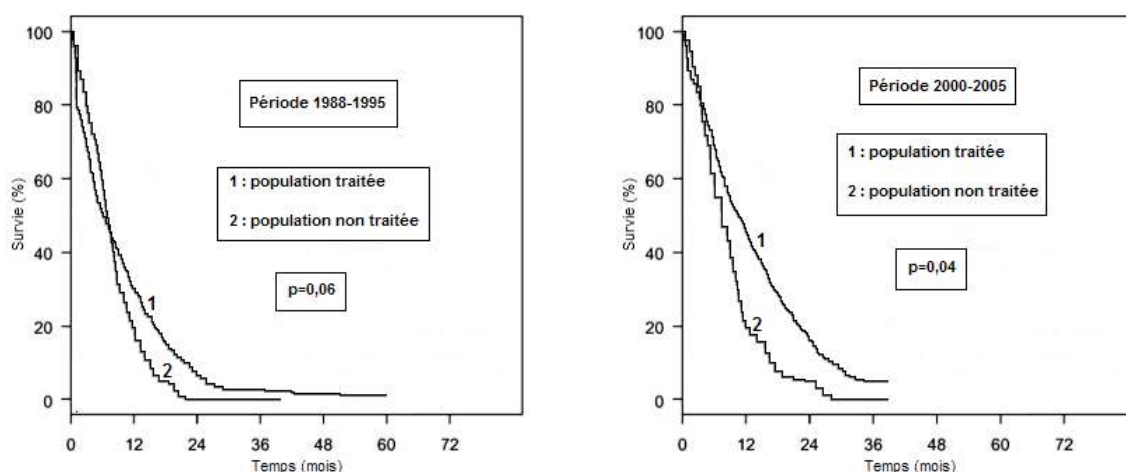 Survie (%)
100
80
60
40
20
0
Période 1988-1995
1 : population traitée
2 : population non traitée
p=0,06
1
2
0 12 24 36 48 60 72
Temps (mois)
Survie (%)
100
80
60
40
20
0
Période 2000-2005
1 : population traitée
2 : population non traitée
p=0,04
1
2
0 12 24 36 48 60 72
Temps (mois)